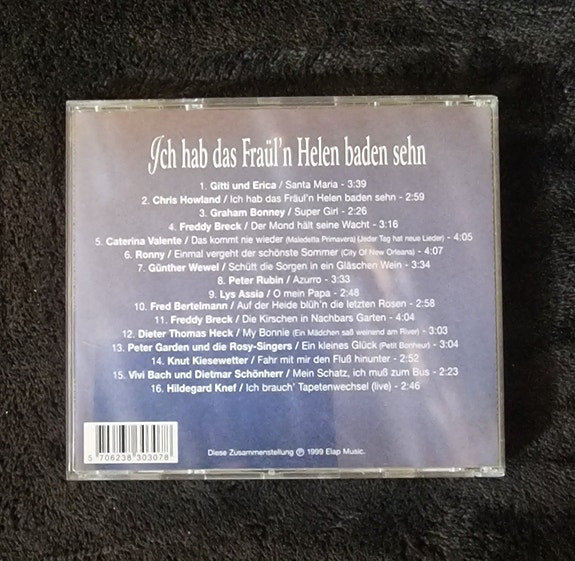 Ich hab das Fraül'n Helen baden sehn
1. Gitti und Erica / Santa Maria - 3:39
2. Chris Howland / Ich hab das Fräul'n Helen baden sehn - 2:59
3. Graham Bonney / Super Girl - 2:26
4. Freddy Breck / Der Mond hält seine Wacht - 3:16
5. Caterina Valente / Das kommt nie wieder (Maledetta Primavera) (Jeder Tag hat neue Lieder) - 4:05
6. Ronny / Einmal vergeht der schönste Sommer (City Of New Orleans) - 4:07
7. Günther Wewel / Schütt die Sorgen in ein Gläschen Wein - 3:34
8. Peter Rubin / Azurro - 3:33
9. Lys Assia / O mein Papa - 2:48
10. Fred Bertelmann / Auf der Heide blüh'n die letzten Rosen - 2:58
11. Freddy Breck / Die Kirschen in Nachbars Garten - 4:04
12. Dieter Thomas Heck / My Bonnie (Ein Mädchen saß weinend am River) - 3:03
13. Peter Garden und die Rosy-Singers / Ein kleines Glück (Petit Bonheur) - 3:04
14. Knut Kiesewetter / Fahr mit mir den Fluß hinunter - 2:52
15. Vivi Bach und Dietmar Schönherr / Mein Schatz, ich muß zum Bus - 2:23
16. Hildegard Knef / Ich brauch' Tapetenwechsel (live) - 2:46
5 706238 303078
Diese Zusammenstellung ℗ 1999 Elap Music.